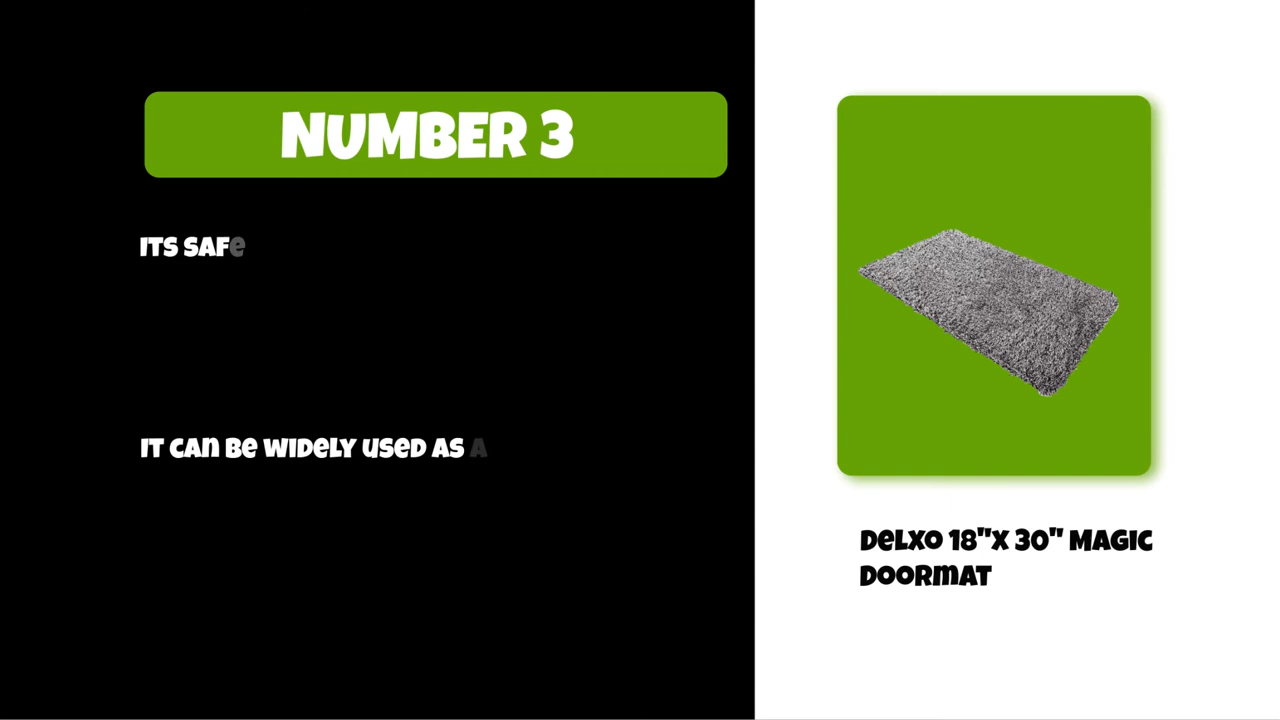 NUMBER 3
ITS SAFE
IT CAN BE WIDELY USED AS A
DELXO 18"X 30" MAGIC
DOORMAT